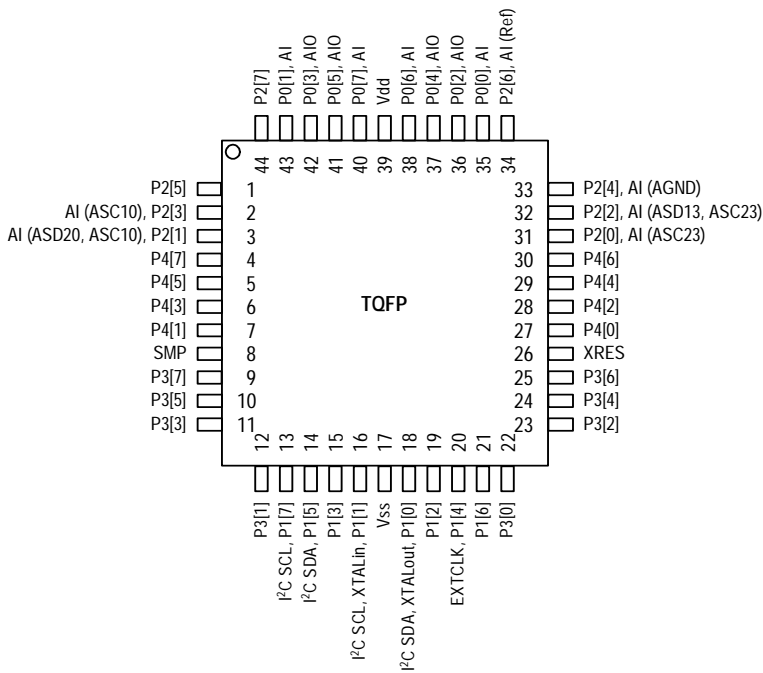 P2[7]
P0[1], AI
P0[3], AIO
P0[5], AIO
P0[7], AI
Vdd
P0[6], AI
P0[4], AIO
P0[2], AIO
P0[0], AI
P2[6], AI (Ref)
44
43
42
41
40
39
38
37
36
35
34
P2[5]
1
AI (ASC10), P2[3]
2
AI (ASD20, ASC10), P2[1]
3
P4[7]
4
P4[5]
5
P4[3]
6
P4[1]
7
SMP
8
P3[7]
9
P3[5]
10
P3[3]
11
TQFP
33
P2[4], AI (AGND)
32
P2[2], AI (ASD13, ASC23)
31
P2[0], AI (ASC23)
30
P4[6]
29
P4[4]
28
P4[2]
27
P4[0]
26
XRES
25
P3[6]
24
P3[4]
23
P3[2]
12
13
14
15
16
17
18
19
20
21
22
P3[1]
I²C SCL, P1[7]
I²C SDA, P1[5]
P1[3]
I²C SCL, XTALin, P1[1]
Vss
I²C SDA, XTALout, P1[0]
P1[2]
EXTCLK, P1[4]
P1[6]
P3[0]